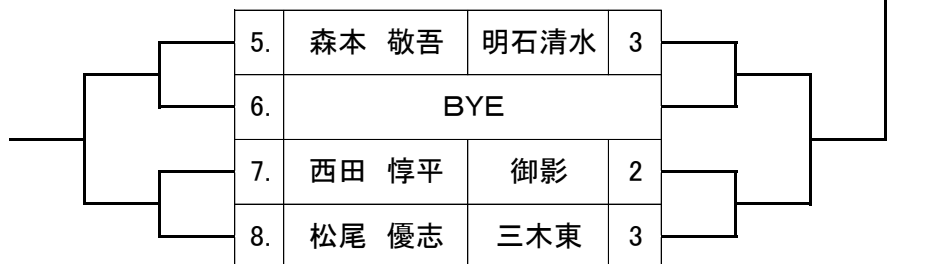 5. 森本 敬吾 明石清水 3
6. BYE
7. 西田 惇平 御影 2
8. 松尾 優志 三木東 3